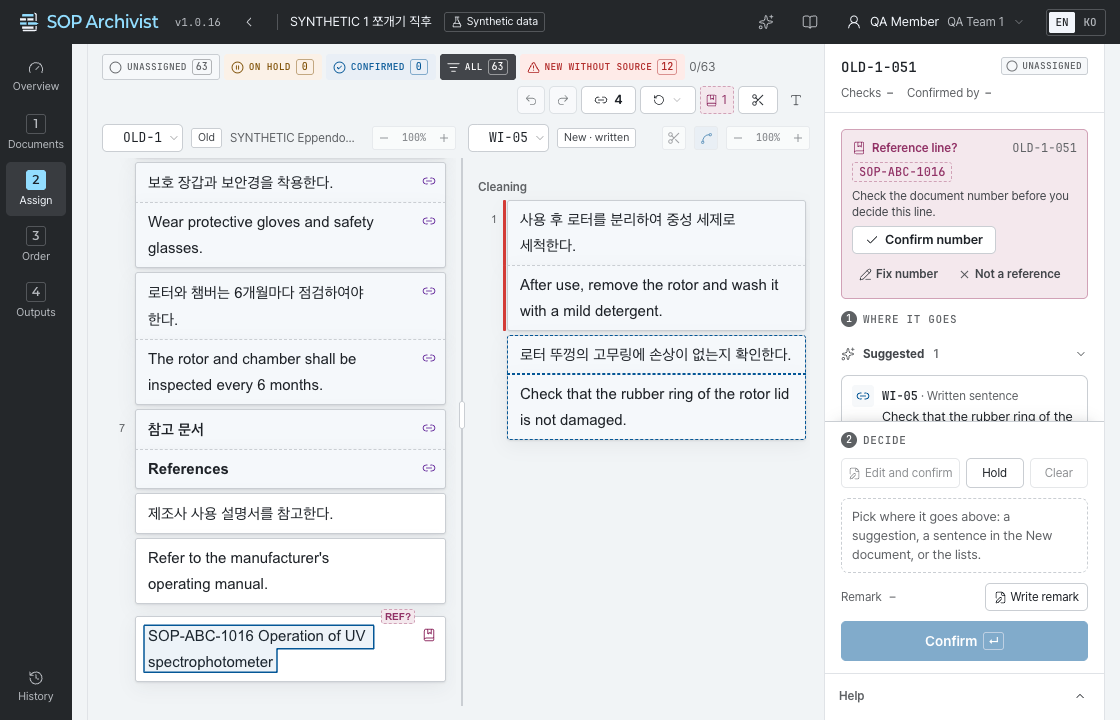 SOP Archivist v1.0.16 SYNTHETIC 1 쪼개기 직후 Synthetic data QA Member QA Team 1 EN KO
Overview
1
Documents
2
Assign
3
Order
4
Outputs
History
UNASSIGNED 63 ON HOLD 0 CONFIRMED 0 ALL 63 NEW WITHOUT SOURCE 12 0/63
4 1 T
OLD-1 Old SYNTHETIC Eppendo... 100%
보호 장갑과 보안경을 착용한다.
Wear protective gloves and safety
glasses.
로터와 챔버는 6개월마다 점검하여야
한다.
The rotor and chamber shall be
inspected every 6 months.
7 참고 문서
References
제조사 사용 설명서를 참고한다.
Refer to the manufacturer's
operating manual.
REF?
SOP-ABC-1016 Operation of UV
spectrophotometer
WI-05 New · written 100%
Cleaning
1 사용 후 로터를 분리하여 중성 세제로
세척한다.
After use, remove the rotor and wash it
with a mild detergent.
로터 뚜껑의 고무링에 손상이 없는지 확인한다.
Check that the rubber ring of the rotor lid
is not damaged.
OLD-1-051 UNASSIGNED
Checks – Confirmed by –
Reference line? OLD-1-051
SOP-ABC-1016
Check the document number before you
decide this line.
Confirm number
Fix number Not a reference
1 WHERE IT GOES
Suggested 1
WI-05 · Written sentence
Check that the rubber ring of the
2 DECIDE
Edit and confirm Hold Clear
Pick where it goes above: a
suggestion, a sentence in the New
document, or the lists.
Remark – Write remark
Confirm
Help